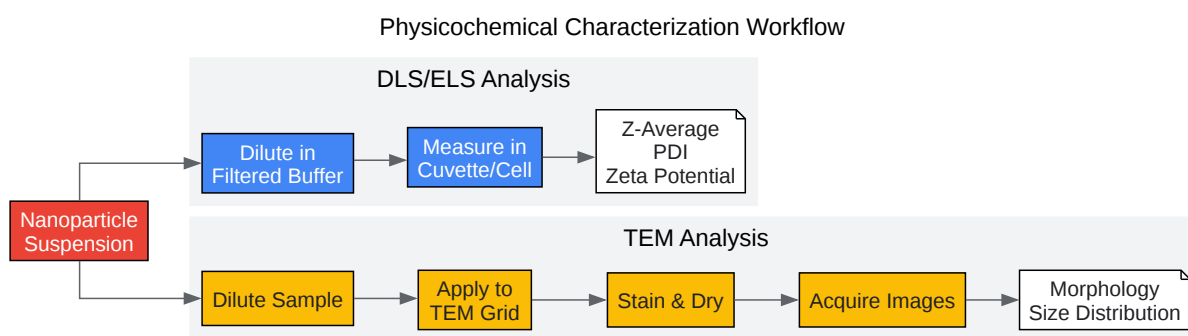 Physicochemical Characterization Workflow
DLS/ELS Analysis
Dilute in
Filtered Buffer
Measure in
Cuvette/Cell
Z-Average
PDI
Zeta Potential
Nanoparticle
Suspension
TEM Analysis
Dilute Sample
Apply to
TEM Grid
Stain & Dry
Acquire Images
Morphology
Size Distribution